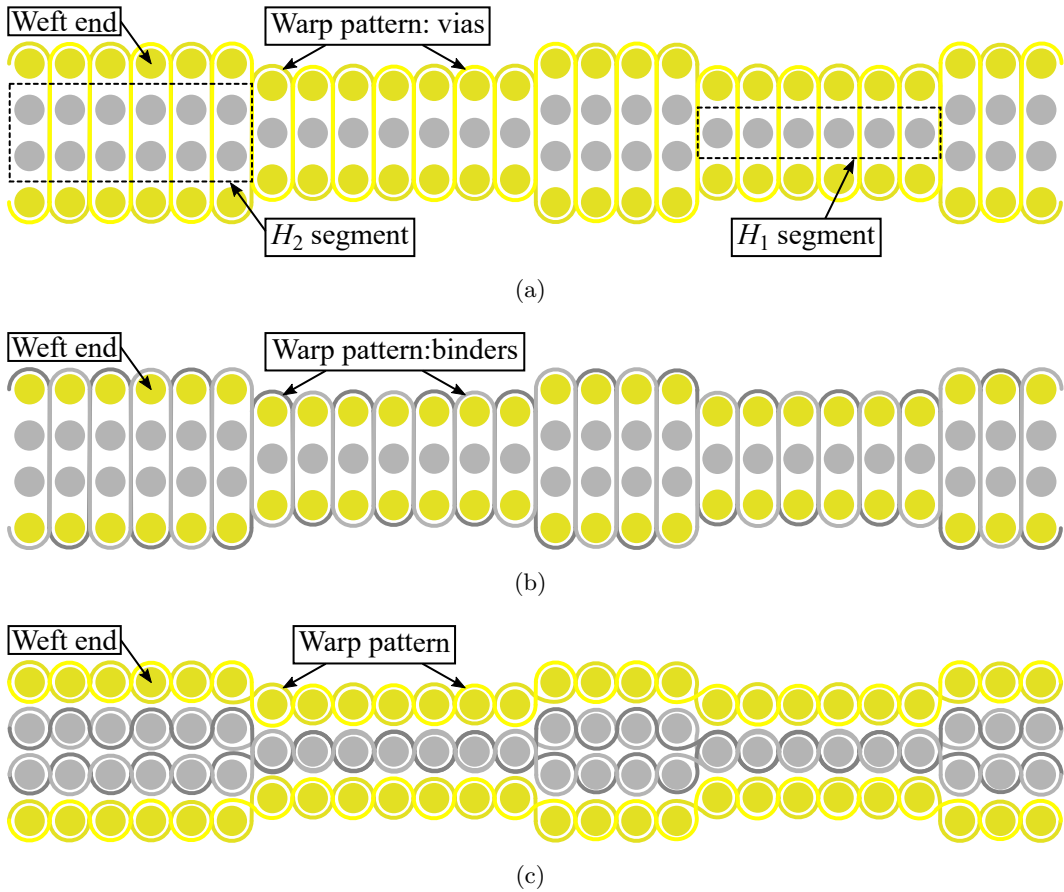 Weft end
Warp pattern: vias
H₂ segment
H₁ segment
(a)
Weft end
Warp pattern:binders
(b)
Weft end
Warp pattern
(c)